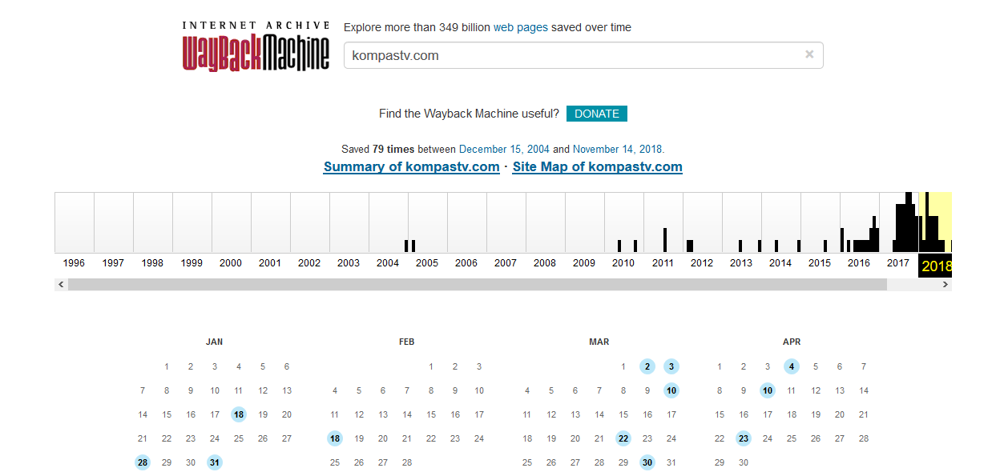 INTERNET ARCHIVE
WayBackMachine
Explore more than 349 billion web pages saved over time
kompastv.com ×
Find the Wayback Machine useful? DONATE
Saved 79 times between December 15, 2004 and November 14, 2018.
Summary of kompastv.com · Site Map of kompastv.com
1996 1997 1998 1999 2000 2001 2002 2003 2004 2005 2006 2007 2008 2009 2010 2011 2012 2013 2014 2015 2016 2017 2018
JAN
1 2 3 4 5 6
7 8 9 10 11 12 13
14 15 16 17 18 19 20
21 22 23 24 25 26 27
28 29 30 31
FEB
1 2 3
4 5 6 7 8 9 10
11 12 13 14 15 16 17
18 19 20 21 22 23 24
25 26 27 28
MAR
1 2 3
4 5 6 7 8 9 10
11 12 13 14 15 16 17
18 19 20 21 22 23 24
25 26 27 28 29 30 31
APR
1 2 3 4 5 6 7
8 9 10 11 12 13 14
15 16 17 18 19 20 21
22 23 24 25 26 27 28
29 30